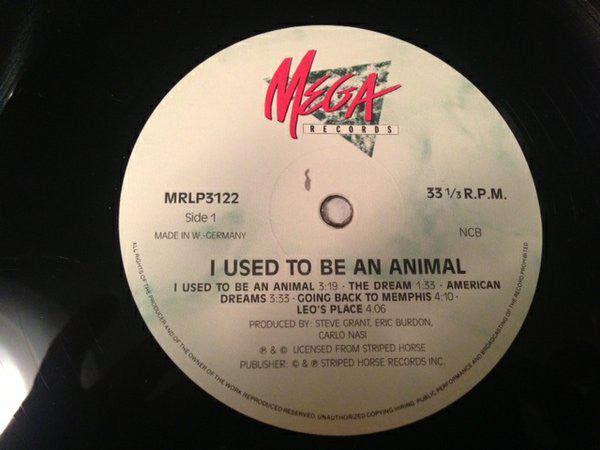 MEGA
RECORDS
MRLP3122
33 1/3 R.P.M.
Side 1
MADE IN W.-GERMANY
NCB
I USED TO BE AN ANIMAL
I USED TO BE AN ANIMAL 3:19 · THE DREAM 1:33 · AMERICAN
DREAMS 3:33 · GOING BACK TO MEMPHIS 4:10 ·
LEO'S PLACE 4.06
PRODUCED BY: STEVE GRANT, ERIC BURDON,
CARLO NASI
℗ & © LICENSED FROM STRIPED HORSE
PUBLISHER: © & ℗ STRIPED HORSE RECORDS INC.
ALL RIGHTS OF THE PRODUCER AND OF THE OWNER OF THE WORK REPRODUCED RESERVED. UNAUTHORIZED COPYING HIRING. PUBLIC PERFORMANCE AND BROADCASTING OF THE RECORD PROHIBITED